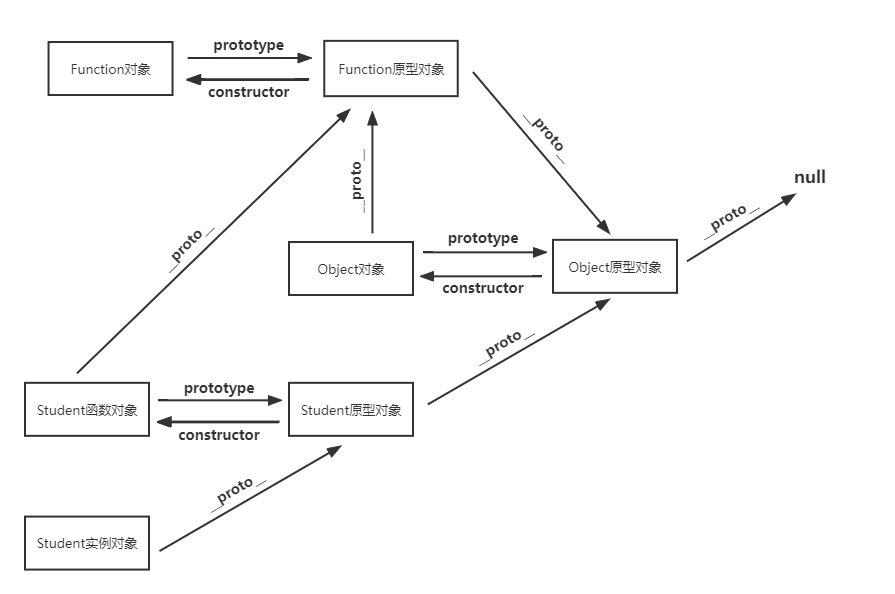 prototype
Function对象
Function原型对象
constructor
__proto__
__proto__
null
__proto__
__proto__
prototype
Object对象
Object原型对象
constructor
__proto__
prototype
Student函数对象
Student原型对象
constructor
__proto__
Student实例对象